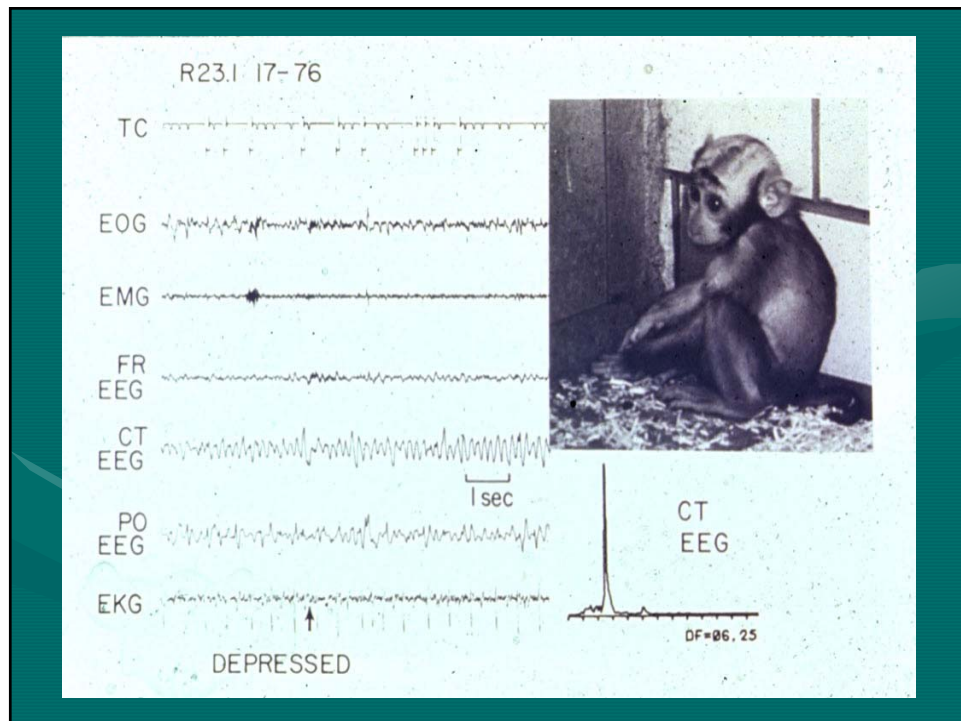 R23.1 17-76
TC
EOG
EMG
FR
EEG
CT
EEG
1 sec
PO
EEG
EKG
DEPRESSED
CT
EEG
DF=06.25